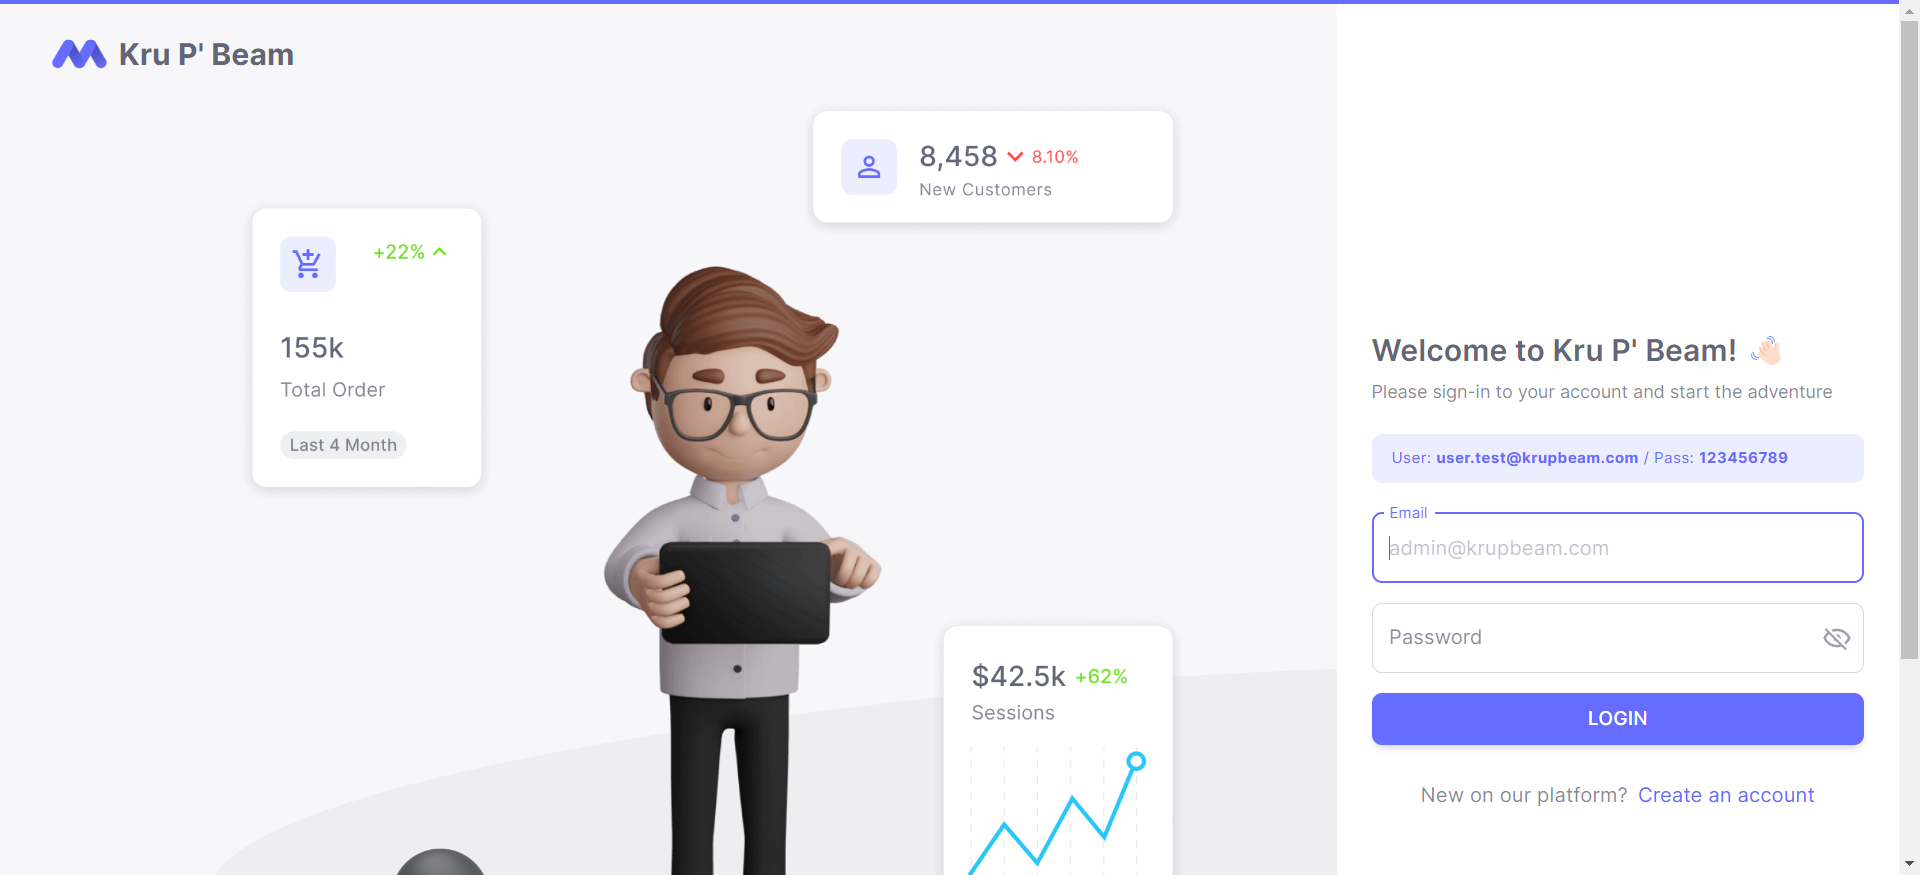 Kru P' Beam
8,458 8.10%
New Customers
+22%
155k
Total Order
Last 4 Month
$42.5k +62%
Sessions
Welcome to Kru P' Beam! 👋🏻
Please sign-in to your account and start the adventure
User: user.test@krupbeam.com / Pass: 123456789
Email
admin@krupbeam.com
Password
LOGIN
New on our platform? Create an account